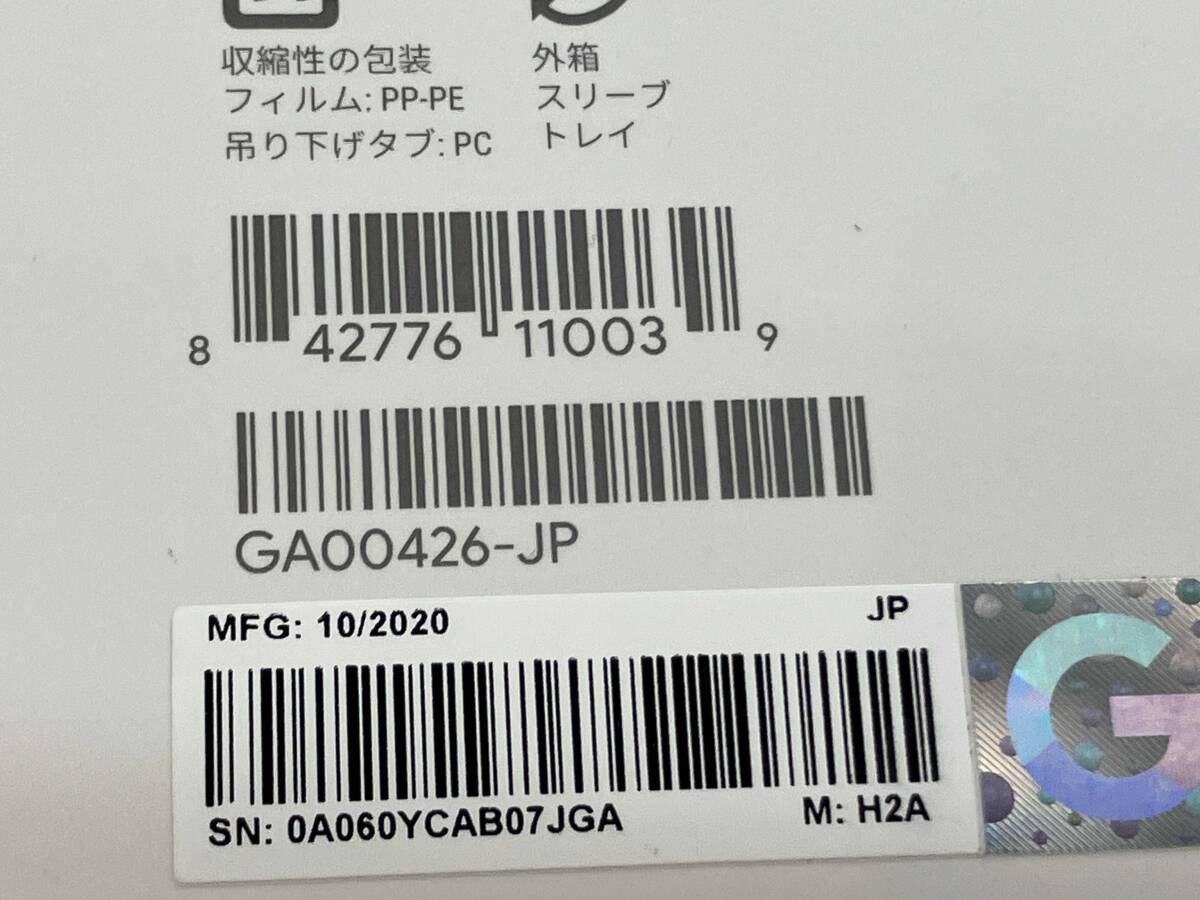 収縮性の包装
フィルム: PP-PE
吊り下げタブ: PC
外箱
スリーブ
トレイ
8 42776 11003 9
GA00426-JP
MFG: 10/2020
JP
SN: 0A060YCAB07JGA
M: H2A
G